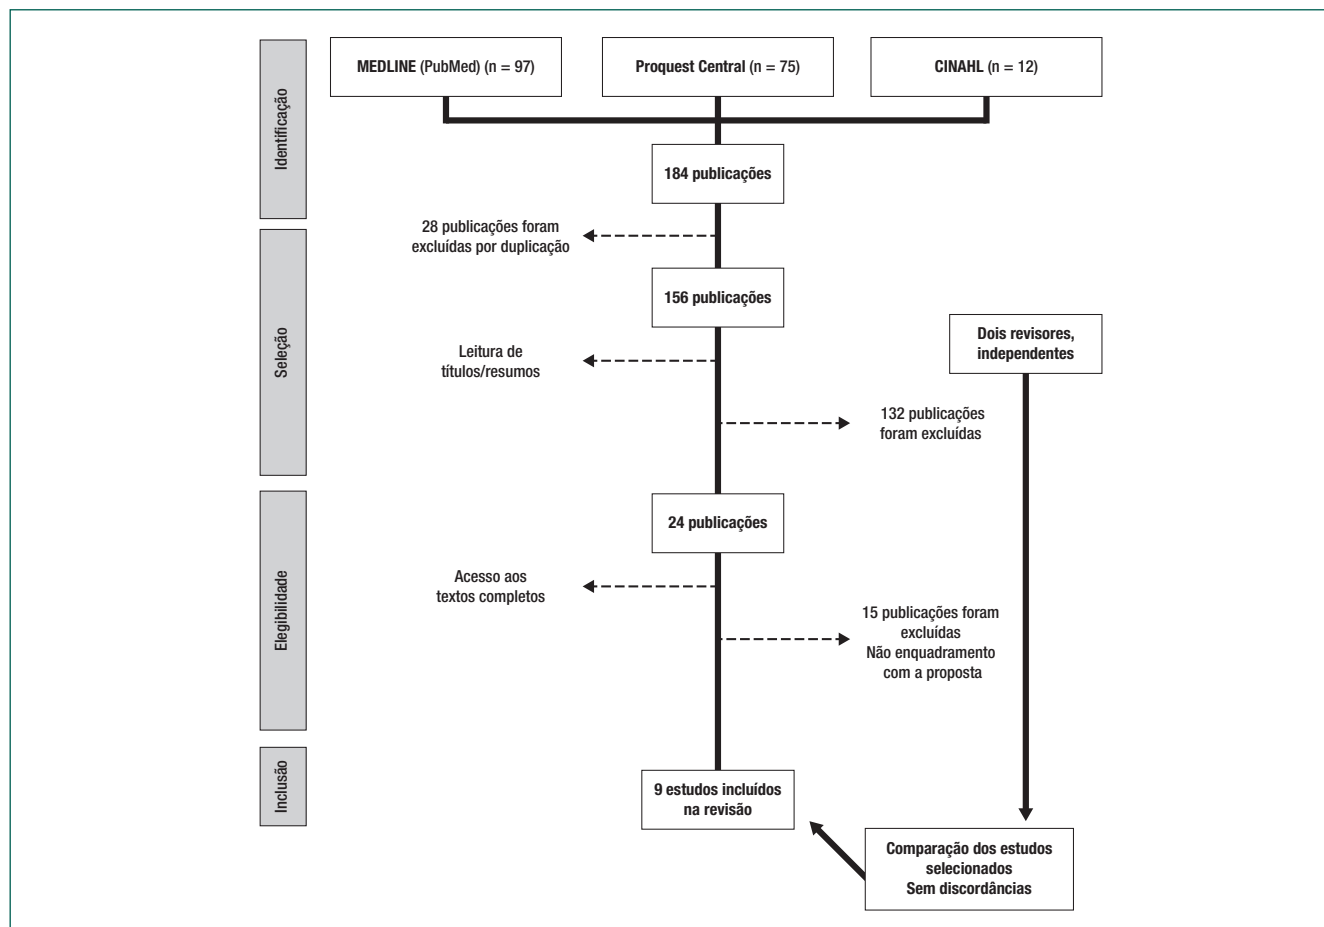 Identificação
MEDLINE (PubMed) (n = 97)
Proquest Central (n = 75)
CINAHL (n = 12)
184 publicações
28 publicações foram
excluídas por duplicação
Seleção
156 publicações
Leitura de
títulos/resumos
132 publicações
foram excluídas
Dois revisores,
independentes
Elegibilidade
24 publicações
Acesso aos
textos completos
15 publicações foram
excluídas
Não enquadramento
com a proposta
Inclusão
9 estudos incluídos
na revisão
Comparação dos estudos
selecionados
Sem discordâncias